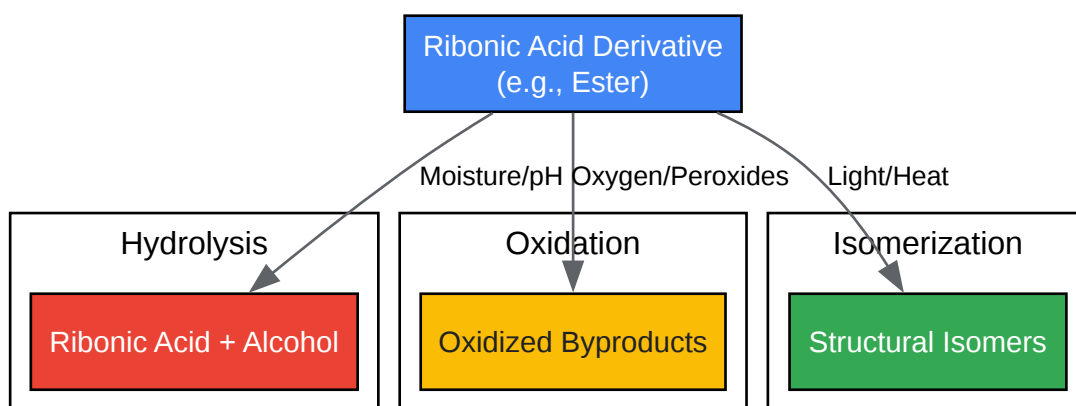 Ribonic Acid Derivative
(e.g., Ester)
Moisture/pH
Oxygen/Peroxides
Light/Heat
Hydrolysis
Oxidation
Isomerization
Ribonic Acid + Alcohol
Oxidized Byproducts
Structural Isomers